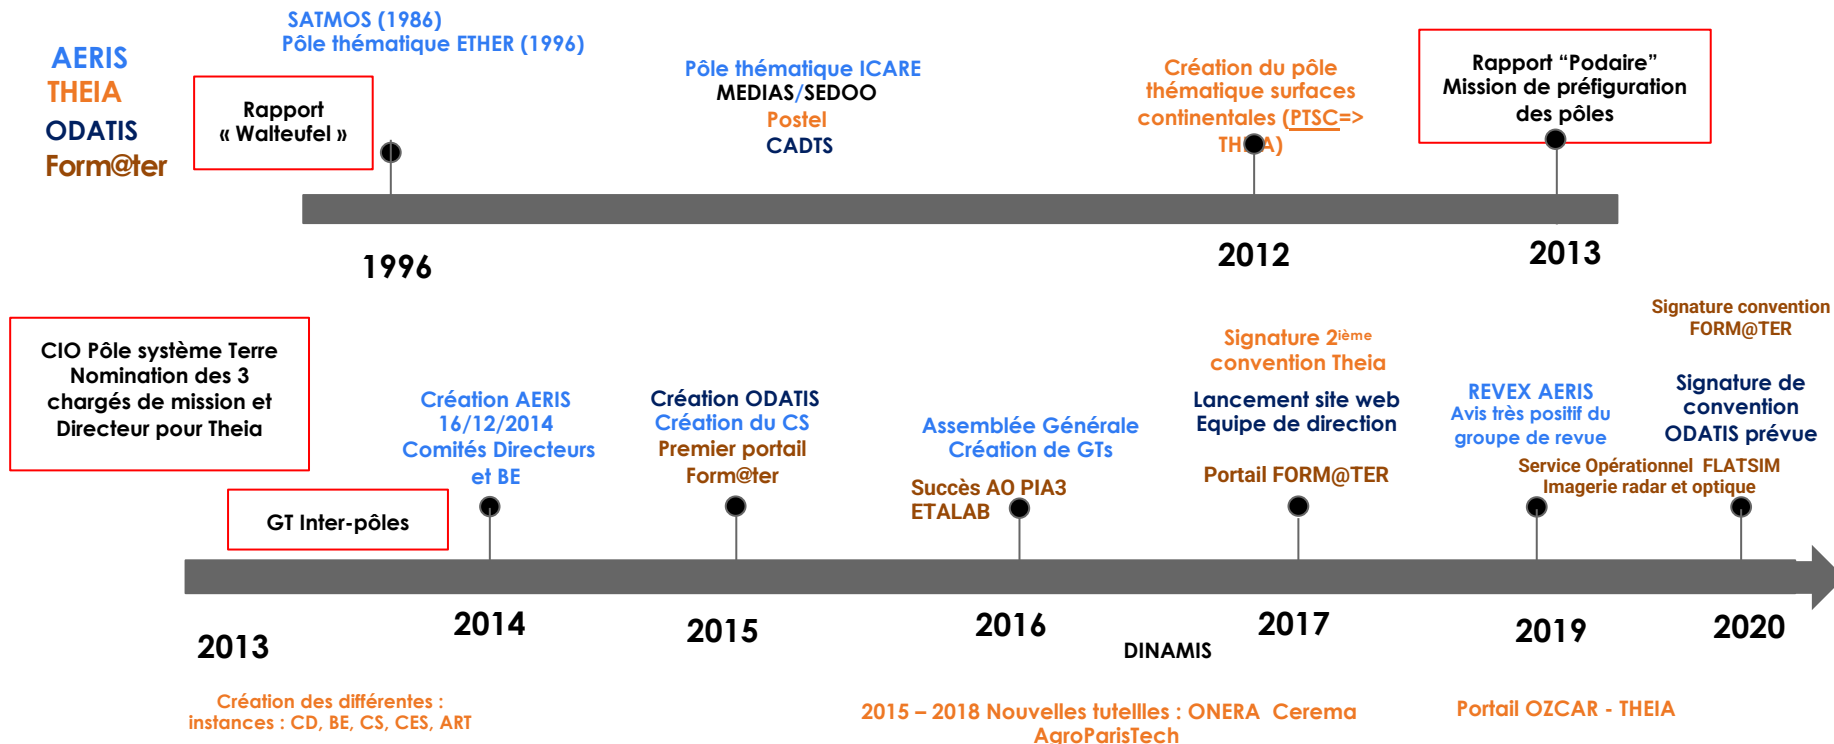 AERIS
THEIA
ODATIS
Form@ter
SATMOS (1986)
Pôle thématique ETHER (1996)
Rapport
« Walteufel »
Pôle thématique ICARE
MEDIAS/SEDOO
Postel
CADTS
Création du pôle
thématique surfaces
continentales (PTSC=>
THEIA)
Rapport “Podaire”
Mission de préfiguration
des pôles
1996
2012
2013
CIO Pôle système Terre
Nomination des 3
chargés de mission et
Directeur pour Theia
GT Inter-pôles
Création AERIS
16/12/2014
Comités Directeurs
et BE
Création ODATIS
Création du CS
Premier portail
Form@ter
Assemblée Générale
Création de GTs
Succès AO PIA3
ETALAB
Signature 2ième
convention Theia
Lancement site web
Equipe de direction
Portail FORM@TER
REVEX AERIS
Avis très positif du
groupe de revue
Signature convention
FORM@TER
Signature de
convention
ODATIS prévue
Service Opérationnel FLATSIM
Imagerie radar et optique
2013
2014
2015
2016
2017
2019
2020
DINAMIS
Création des différentes :
instances : CD, BE, CS, CES, ART
2015 – 2018 Nouvelles tutellles : ONERA Cerema
AgroParisTech
Portail OZCAR - THEIA